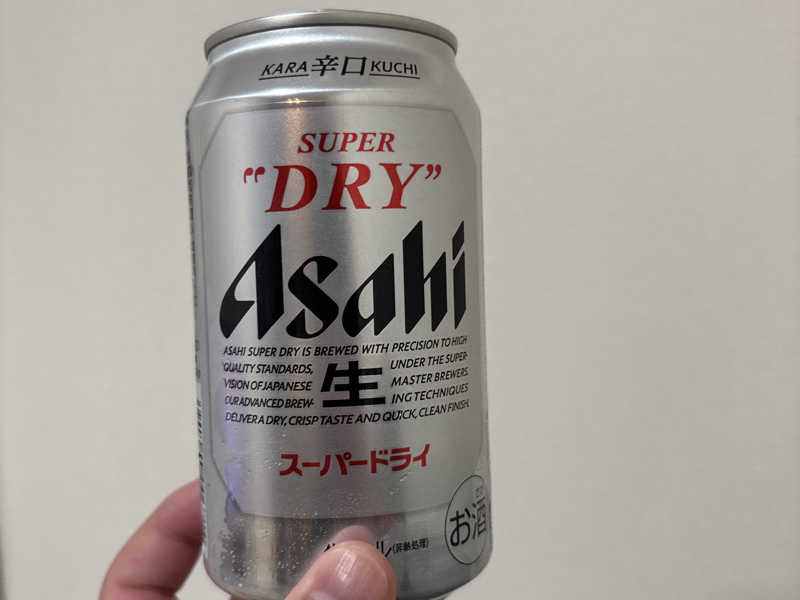 KARA 辛口 KUCHI
SUPER
"DRY"
Asahi
ASAHI SUPER DRY IS BREWED WITH PRECISION TO HIGH
QUALITY STANDARDS, UNDER THE SUPER-
VISION OF JAPANESE MASTER BREWERS.
OUR ADVANCED BREW- ING TECHNIQUES
生
DELIVER A DRY, CRISP TASTE AND QUICK, CLEAN FINISH.
スーパードライ
お酒
(非熱処理)